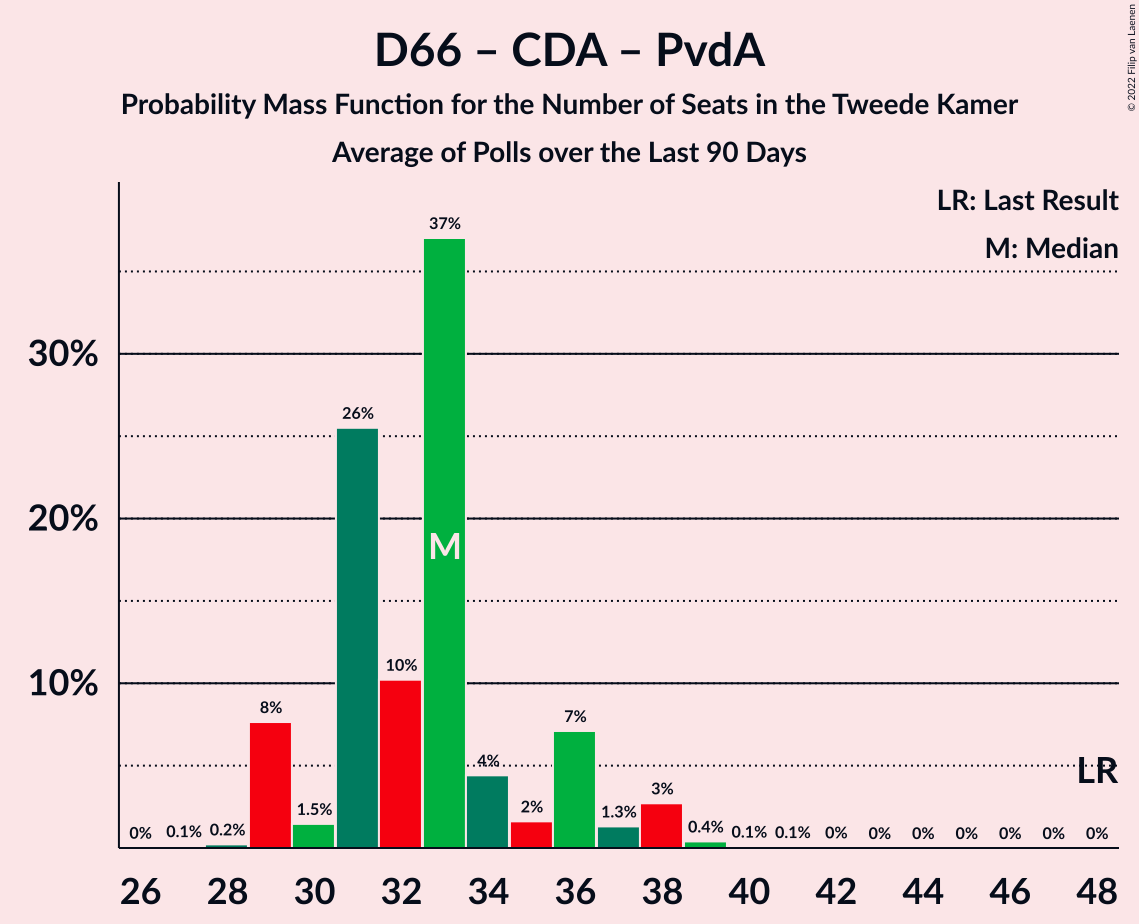 D66 – CDA – PvdA
Probability Mass Function for the Number of Seats in the Tweede Kamer
Average of Polls over the Last 90 Days
© 2022 Filip van Laenen
LR: Last Result
M: Median
30%
20%
10%
0% 0.1% 0.2% 8% 1.5% 26% 10% 37% 4% 2% 7% 1.3% 3% 0.4% 0.1% 0.1% 0% 0% 0% 0% 0% 0% 0%
M
LR
26 28 30 32 34 36 38 40 42 44 46 48